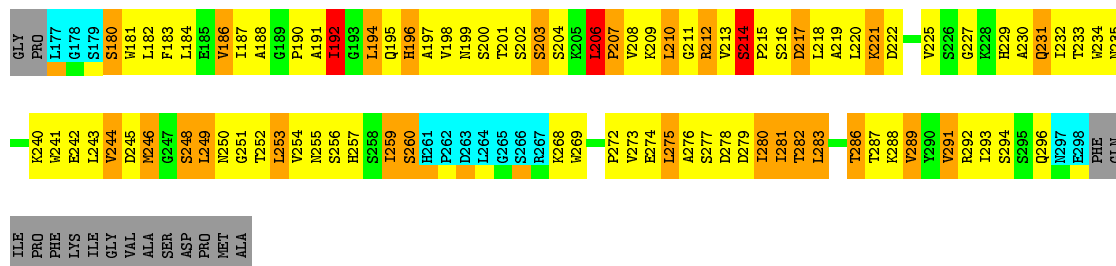 GLY PRO L177 G178 S179 S180 W181 L182 F183 L184 E185 V186 I187 A188 G189 P190 A191 I192 G193 L194 Q195 H196 A197 V198 N199 S200 T201 S202 S203 S204 K205 L206 P207 V208 K209 L210 G211 R212 V213 S214 P215 S216 D217 L218 A219 L220 K221 D222 V225 S226 G227 K228 H229 A230 Q231 I232 T233 W234
K240 W241 E242 L243 V244 D245 M246 G247 S248 L249 N250 G251 T252 L253 V254 N255 S256 H257 S258 I259 S260 H261 P262 D263 I264 G265 S266 R267 K268 W269 P272 V273 E274 L275 A276 S277 D278 D279 I280 I281 T282 L283 T286 T287 K288 V289 Y290 V291 R292 I293 S294 S295 Q296 N297 E298 PHE GLN
ILE PRO PHE LYS ILE GLY VAL ALA SER ASP PRO MET ALA